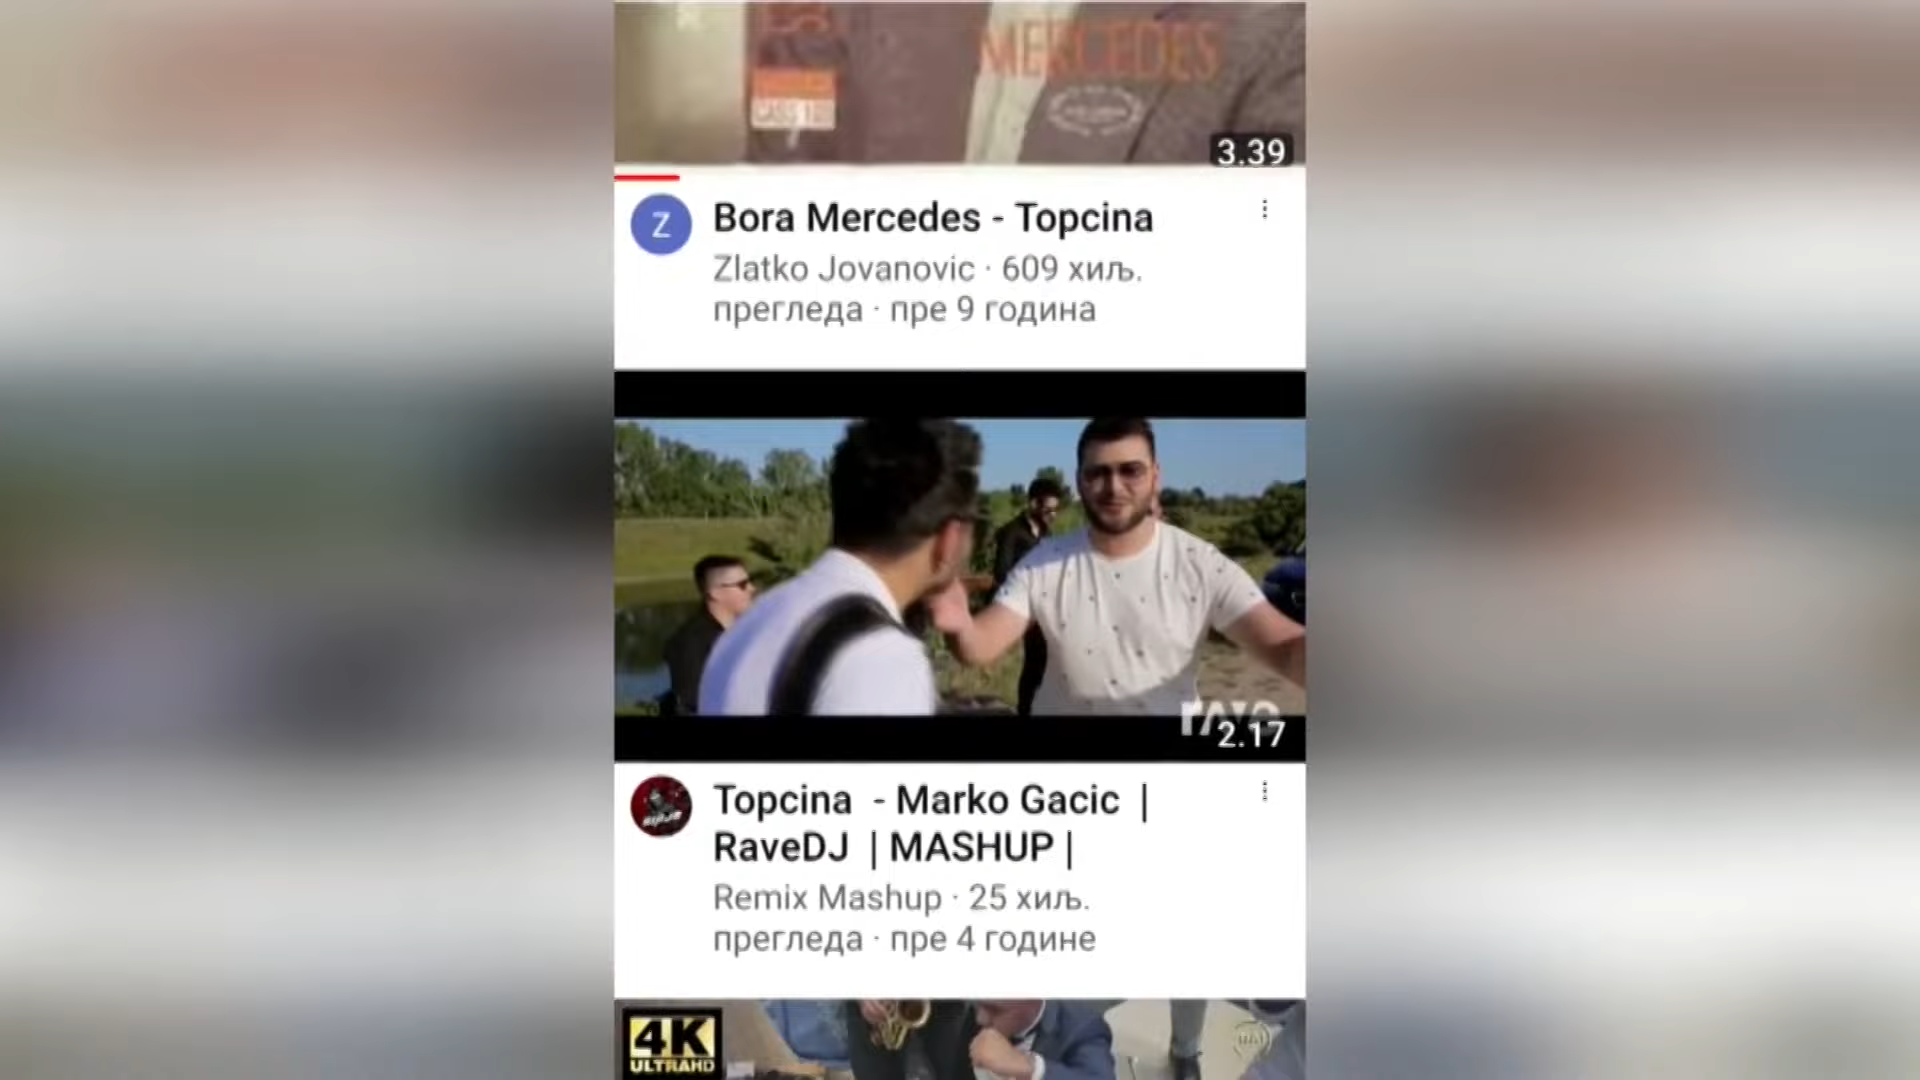 MERCEDES
3.39
Z
Bora Mercedes - Topcina
Zlatko Jovanovic · 609 хиљ.
прегледа · пре 9 година
2.17
Topcina - Marko Gacic |
RaveDJ | MASHUP |
Remix Mashup · 25 хиљ.
прегледа · пре 4 године
4K
ULTRAHD